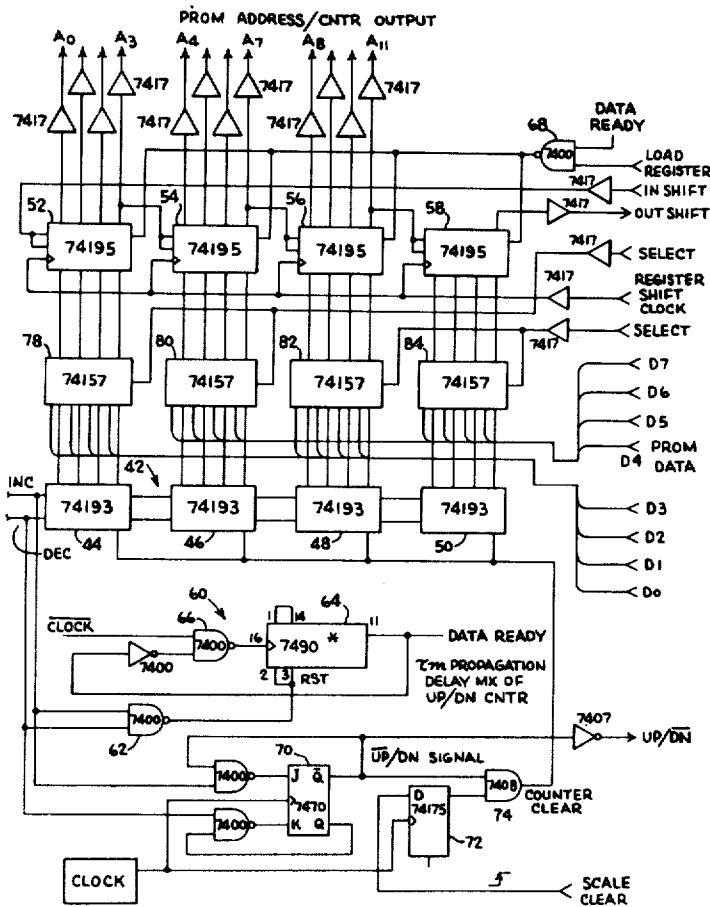 PROM ADDRESS/CNTR OUTPUT
A0 A3 A4 A7 A8 A11
7417 7417 7417
7417 7417 7417
DATA READY
68
7400
LOAD REGISTER
7417
IN SHIFT
7417
OUT SHIFT
52 54 56 58
74195 74195 74195 74195
7417
SELECT
7417
REGISTER SHIFT CLOCK
7417
SELECT
78 80 82 84
74157 74157 74157 74157
D7
D6
D5
D4 PROM DATA
INC
42
74193 74193 74193 74193
DEC
44 46 48 50
D3
D2
D1
D0
60
CLOCK
66
7400
7400
1 14
64
16
7490 *
11
DATA READY
2 3 RST
τm PROPAGATION
DELAY MX OF
UP/DN CNTR
7400
62
7407
UP/DN
70
7400
J Q
UP/DN SIGNAL
7470
7400
K Q
D
74175
72
7408
74
COUNTER CLEAR
CLOCK
SCALE CLEAR